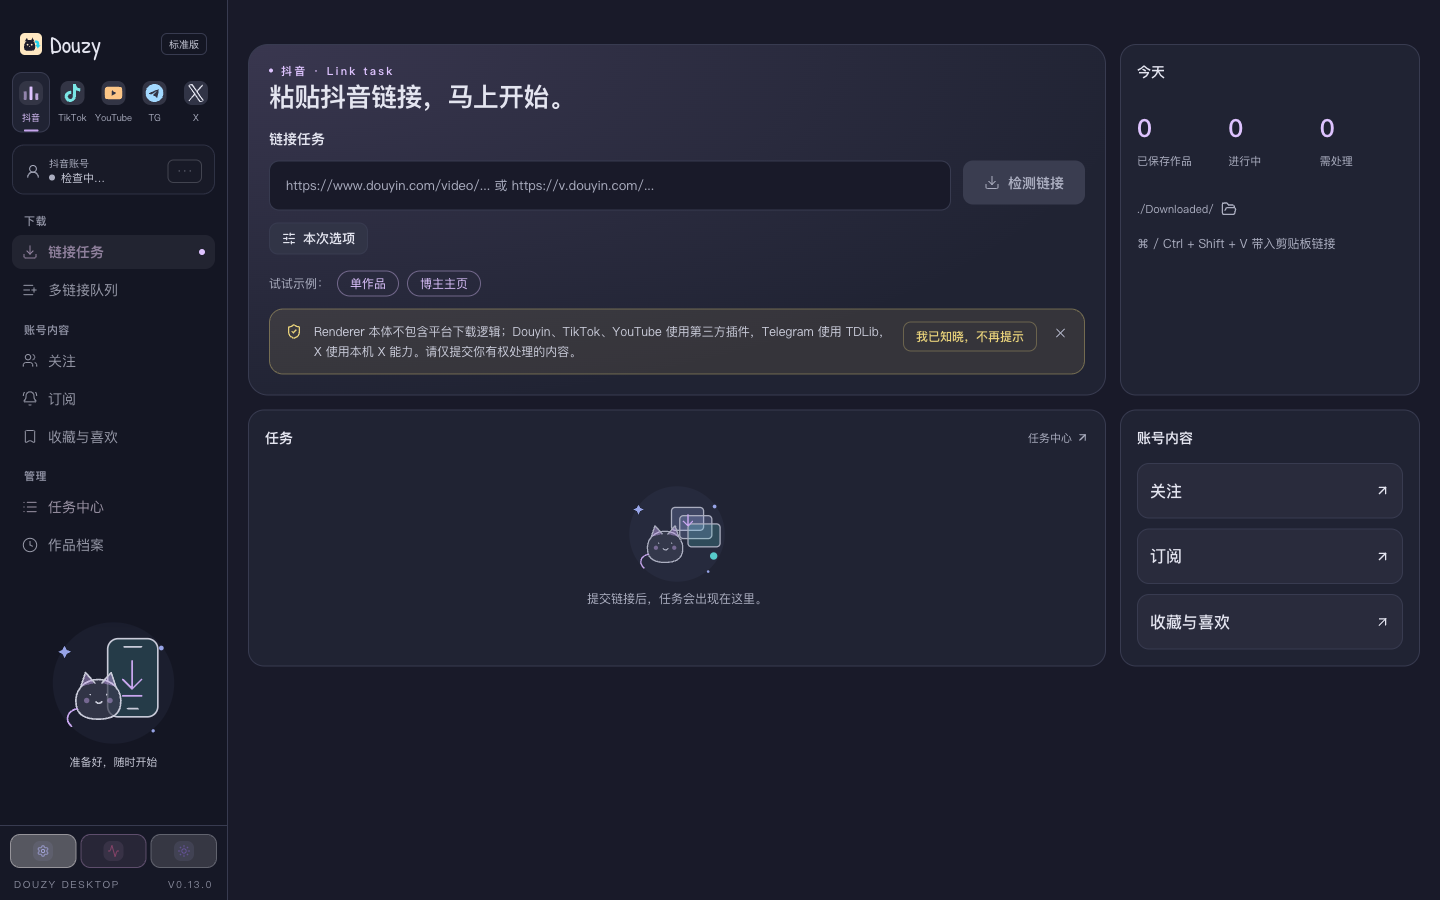 Douzy
标准版
抖音
TikTok
YouTube
TG
X
抖音账号
检查中...
下载
链接任务
多链接队列
账号内容
关注
订阅
收藏与喜欢
管理
任务中心
作品档案
准备好，随时开始
DOUZY DESKTOP
V0.13.0
抖音 · Link task
粘贴抖音链接，马上开始。
链接任务
https://www.douyin.com/video/... 或 https://v.douyin.com/...
检测链接
本次选项
试试示例：
单作品
博主主页
Renderer 本体不包含平台下载逻辑；Douyin、TikTok、YouTube 使用第三方插件，Telegram 使用 TDLib，
X 使用本机 X 能力。请仅提交你有权处理的内容。
我已知晓，不再提示
今天
0
0
0
已保存作品
进行中
需处理
./Downloaded/
⌘ / Ctrl + Shift + V 带入剪贴板链接
任务
任务中心
提交链接后，任务会出现在这里。
账号内容
关注
订阅
收藏与喜欢